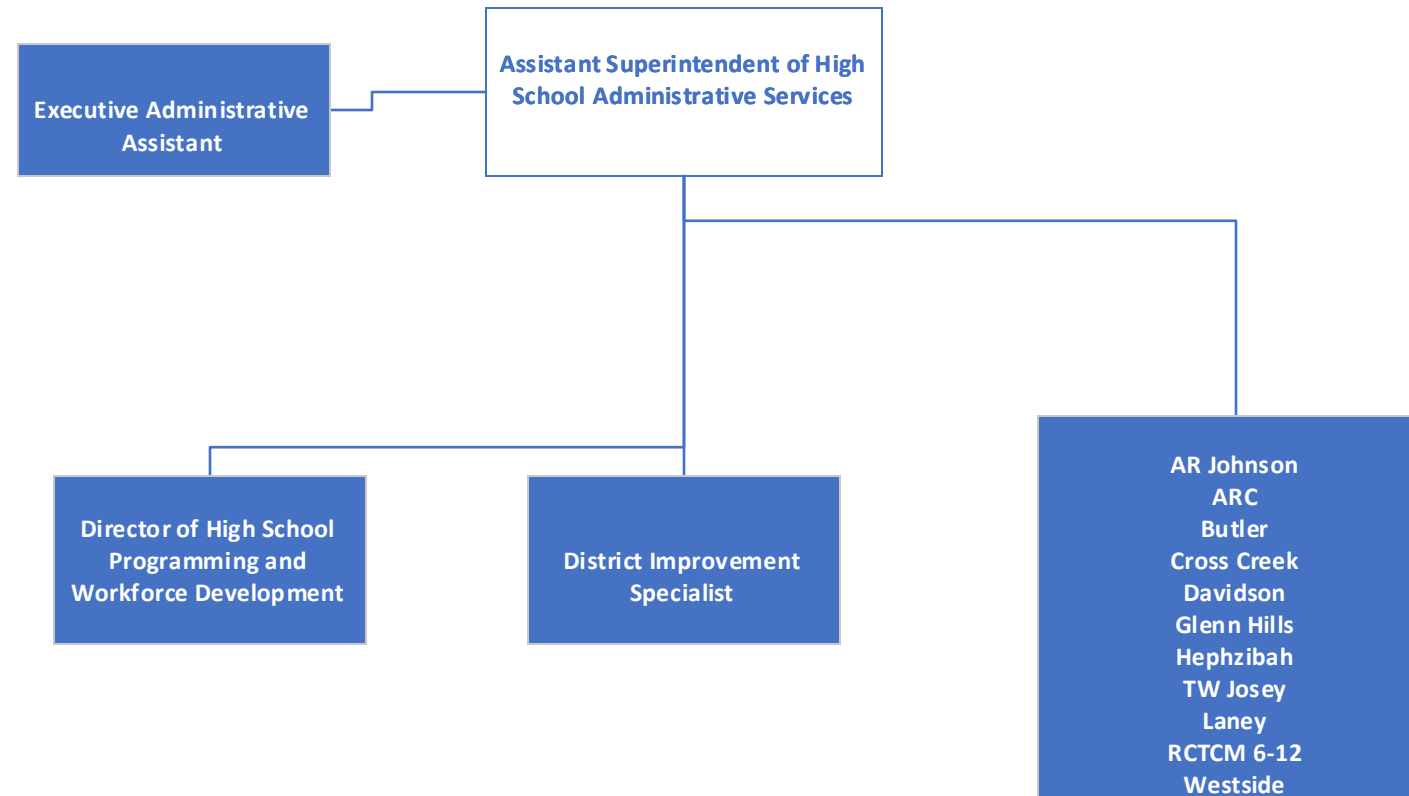 Executive Administrative
Assistant
Assistant Superintendent of High
School Administrative Services
Director of High School
Programming and
Workforce Development
District Improvement
Specialist
AR Johnson
ARC
Butler
Cross Creek
Davidson
Glenn Hills
Hephzibah
TW Josey
Laney
RCTCM 6-12
Westside